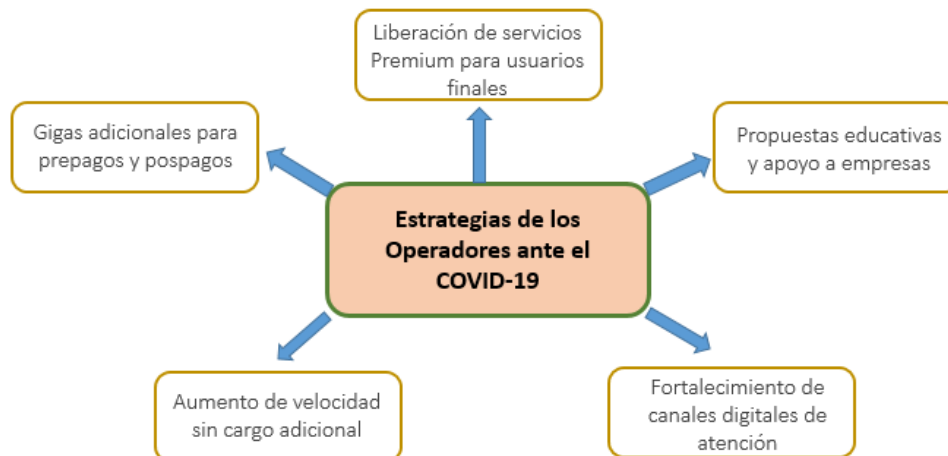 Liberación de servicios
Premium para usuarios
finales
Gigas adicionales para
prepagos y pospagos
Propuestas educativas
y apoyo a empresas
Estrategias de los
Operadores ante el
COVID-19
Aumento de velocidad
sin cargo adicional
Fortalecimiento de
canales digitales de
atención